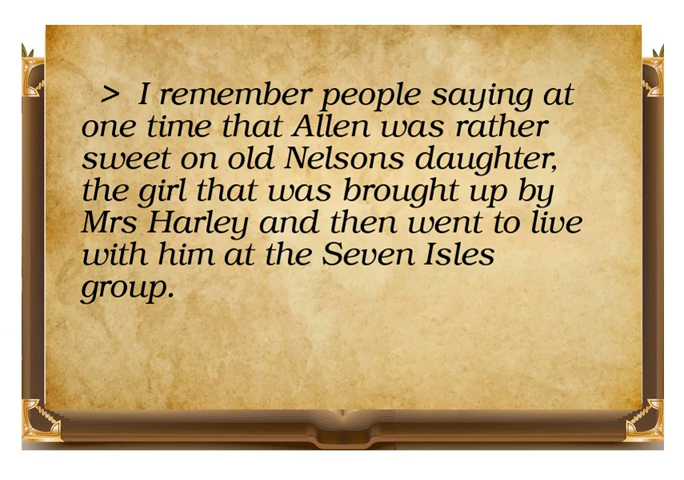 > I remember people saying at
one time that Allen was rather
sweet on old Nelsons daughter,
the girl that was brought up by
Mrs Harley and then went to live
with him at the Seven Isles
group.